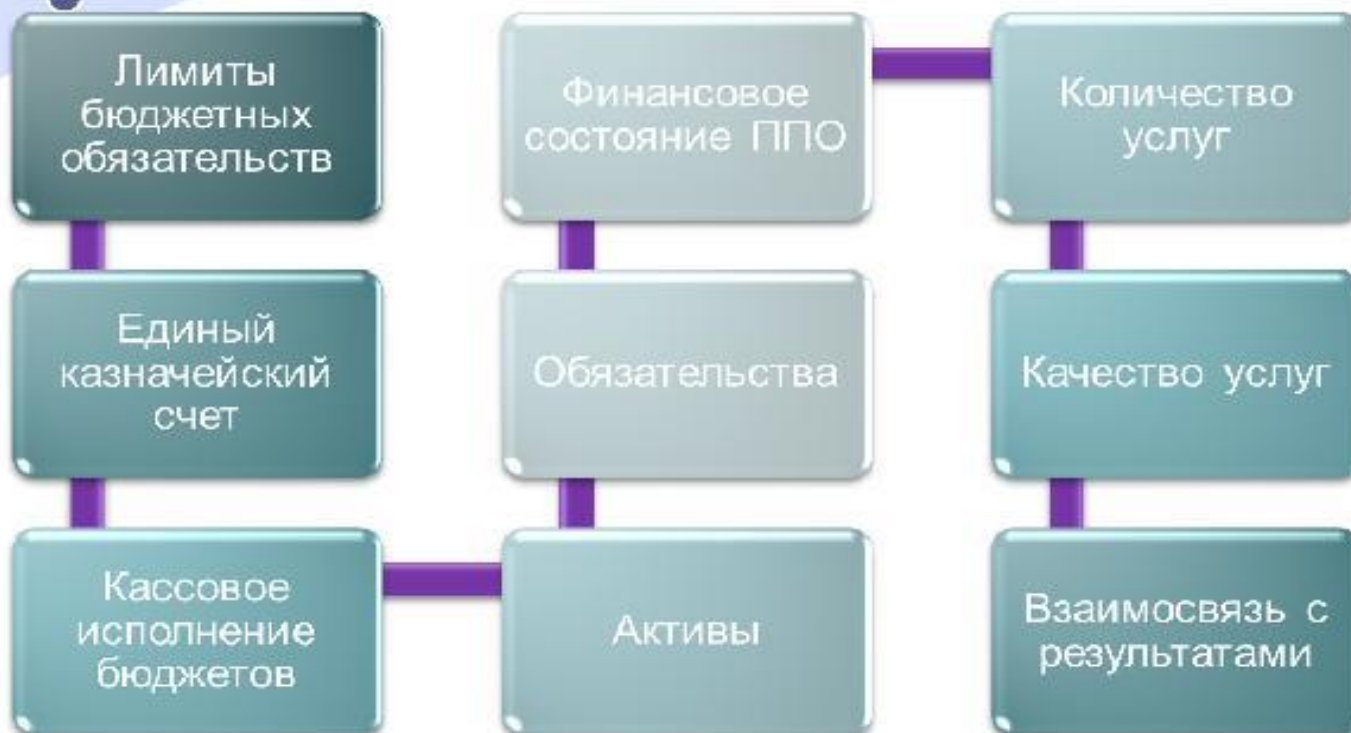 Лимиты
бюджетных
обязательств
Единый
казначейский
счет
Кассовое
исполнение
бюджетов
Активы
Обязательства
Финансовое
состояние ППО
Количество
услуг
Качество услуг
Взаимосвязь с
результатами